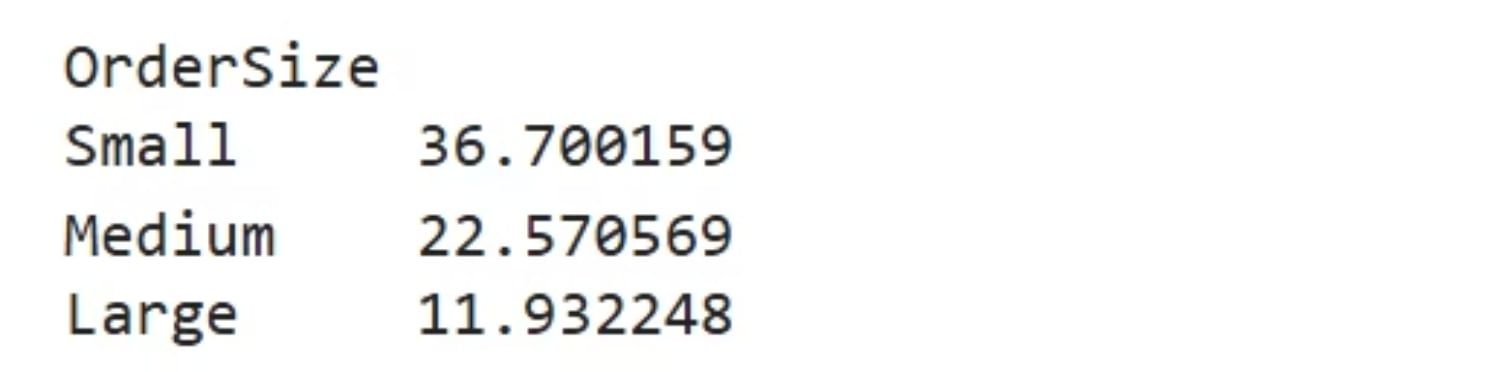 OrderSize
Small     36.700159
Medium    22.570569
Large     11.932248